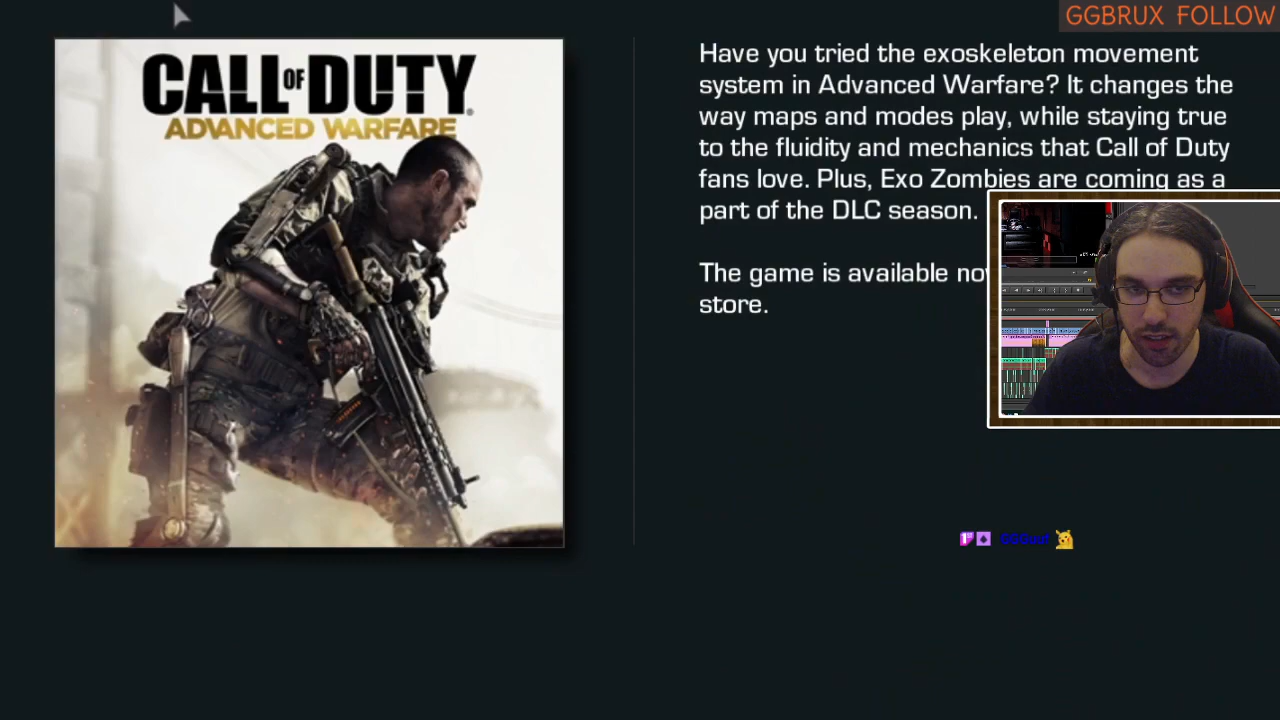 GGBRUX FOLLOW
CALL OF DUTY®
ADVANCED WARFARE
Have you tried the exoskeleton movement
system in Advanced Warfare? It changes the
way maps and modes play, while staying true
to the fluidity and mechanics that Call of Duty
fans love. Plus, Exo Zombies are coming as a
part of the DLC season.
The game is available
store.